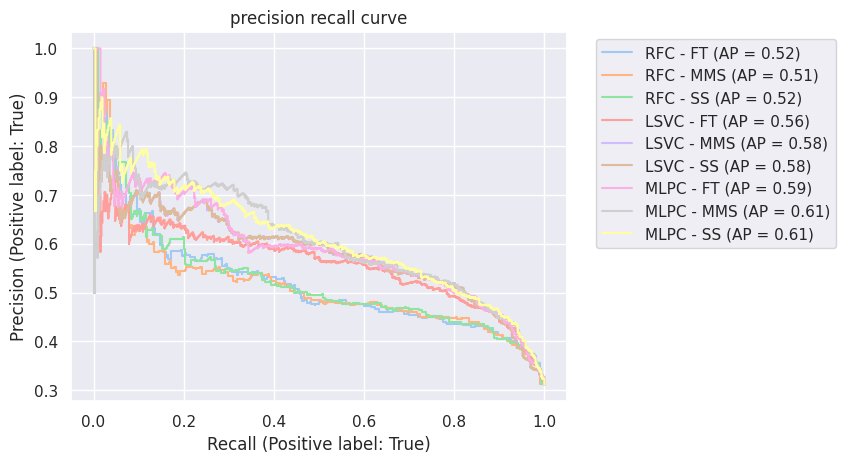 precision recall curve
Precision (Positive label: True)
1.0
0.9
0.8
0.7
0.6
0.5
0.4
0.3
0.0 0.2 0.4 0.6 0.8 1.0
Recall (Positive label: True)
RFC - FT (AP = 0.52)
RFC - MMS (AP = 0.51)
RFC - SS (AP = 0.52)
LSVC - FT (AP = 0.56)
LSVC - MMS (AP = 0.58)
LSVC - SS (AP = 0.58)
MLPC - FT (AP = 0.59)
MLPC - MMS (AP = 0.61)
MLPC - SS (AP = 0.61)